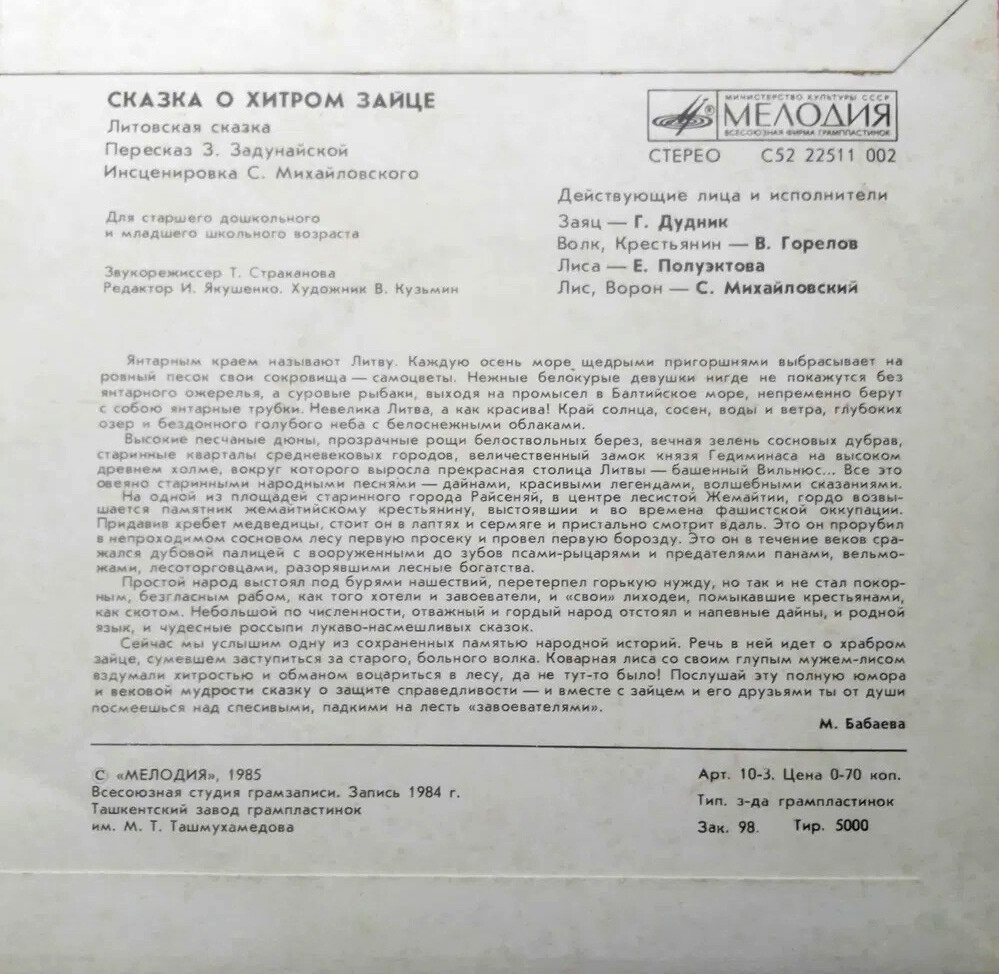 СКАЗКА О ХИТРОМ ЗАЙЦЕ
Литовская сказка
Пересказ З. Задунайской
Инсценировка С. Михайловского
Для старшего дошкольного
и младшего школьного возраста
Звукорежиссер Т. Страканова
Редактор И. Якушенко. Художник В. Кузьмин
МИНИСТЕРСТВО КУЛЬТУРЫ СССР
МЕЛОДИЯ
ВСЕСОЮЗНАЯ ФИРМА ГРАМПЛАСТИНОК
СТЕРЕО С52 22511 002
Действующие лица и исполнители
Заяц — Г. Дудник
Волк, Крестьянин — В. Горелов
Лиса — Е. Полуэктова
Лис, Ворон — С. Михайловский
Янтарным краем называют Литву. Каждую осень море щедрыми пригоршнями выбрасывает на
ровный песок свои сокровища — самоцветы. Нежные белокурые девушки нигде не покажутся без
янтарного ожерелья, а суровые рыбаки, выходя на промысел в Балтийское море, непременно берут
с собою янтарные трубки. Невелика Литва, а как красива! Край солнца, сосен, воды и ветра, глубоких
озер и бездонного голубого неба с белоснежными облаками.
Высокие песчаные дюны, прозрачные рощи белоствольных берез, вечная зелень сосновых дубрав,
старинные кварталы средневековых городов, величественный замок князя Гедиминаса на высоком
древнем холме, вокруг которого выросла прекрасная столица Литвы — башенный Вильнюс... Все это
овеяно старинными народными песнями — дайнами, красивыми легендами, волшебными сказаниями.
На одной из площадей старинного города Райсеняй, в центре лесистой Жемайтии, гордо возвы-
шается памятник жемайтийскому крестьянину, выстоявший и во времена фашистской оккупации.
Придавив хребет медведицы, стоит он в лаптях и сермяге и пристально смотрит вдаль. Это он прорубил
в непроходимом сосновом лесу первую просеку и провел первую борозду. Это он в течение веков сра-
жался дубовой палицей с вооруженными до зубов псами-рыцарями и предателями панами, вельмо-
жами, лесоторговцами, разорявшими лесные богатства.
Простой народ выстоял под бурями нашествий, перетерпел горькую нужду, но так и не стал покор-
ным, безгласным рабом, как того хотели и завоеватели, и «свои» лиходеи, помыкавшие крестьянами,
как скотом. Небольшой по численности, отважный и гордый народ отстоял и напевные дайны, и родной
язык, и чудесные россыпи лукаво-насмешливых сказок.
Сейчас мы услышим одну из сохраненных памятью народной историй. Речь в ней идет о храбром
зайце, сумевшем заступиться за старого, больного волка. Коварная лиса со своим глупым мужем-лисом
вздумали хитростью и обманом воцариться в лесу, да не тут-то было! Послушай эту полную юмора
и вековой мудрости сказку о защите справедливости — и вместе с зайцем и его друзьями ты от души
посмеешься над спесивыми, падкими на лесть «завоевателями».
М. Бабаева
© «МЕЛОДИЯ», 1985
Всесоюзная студия грамзаписи. Запись 1984 г.
Ташкентский завод грампластинок
им. М. Т. Ташмухамедова
Арт. 10-3. Цена 0-70 коп.
Тип. з-да грампластинок
Зак. 98. Тир. 5000